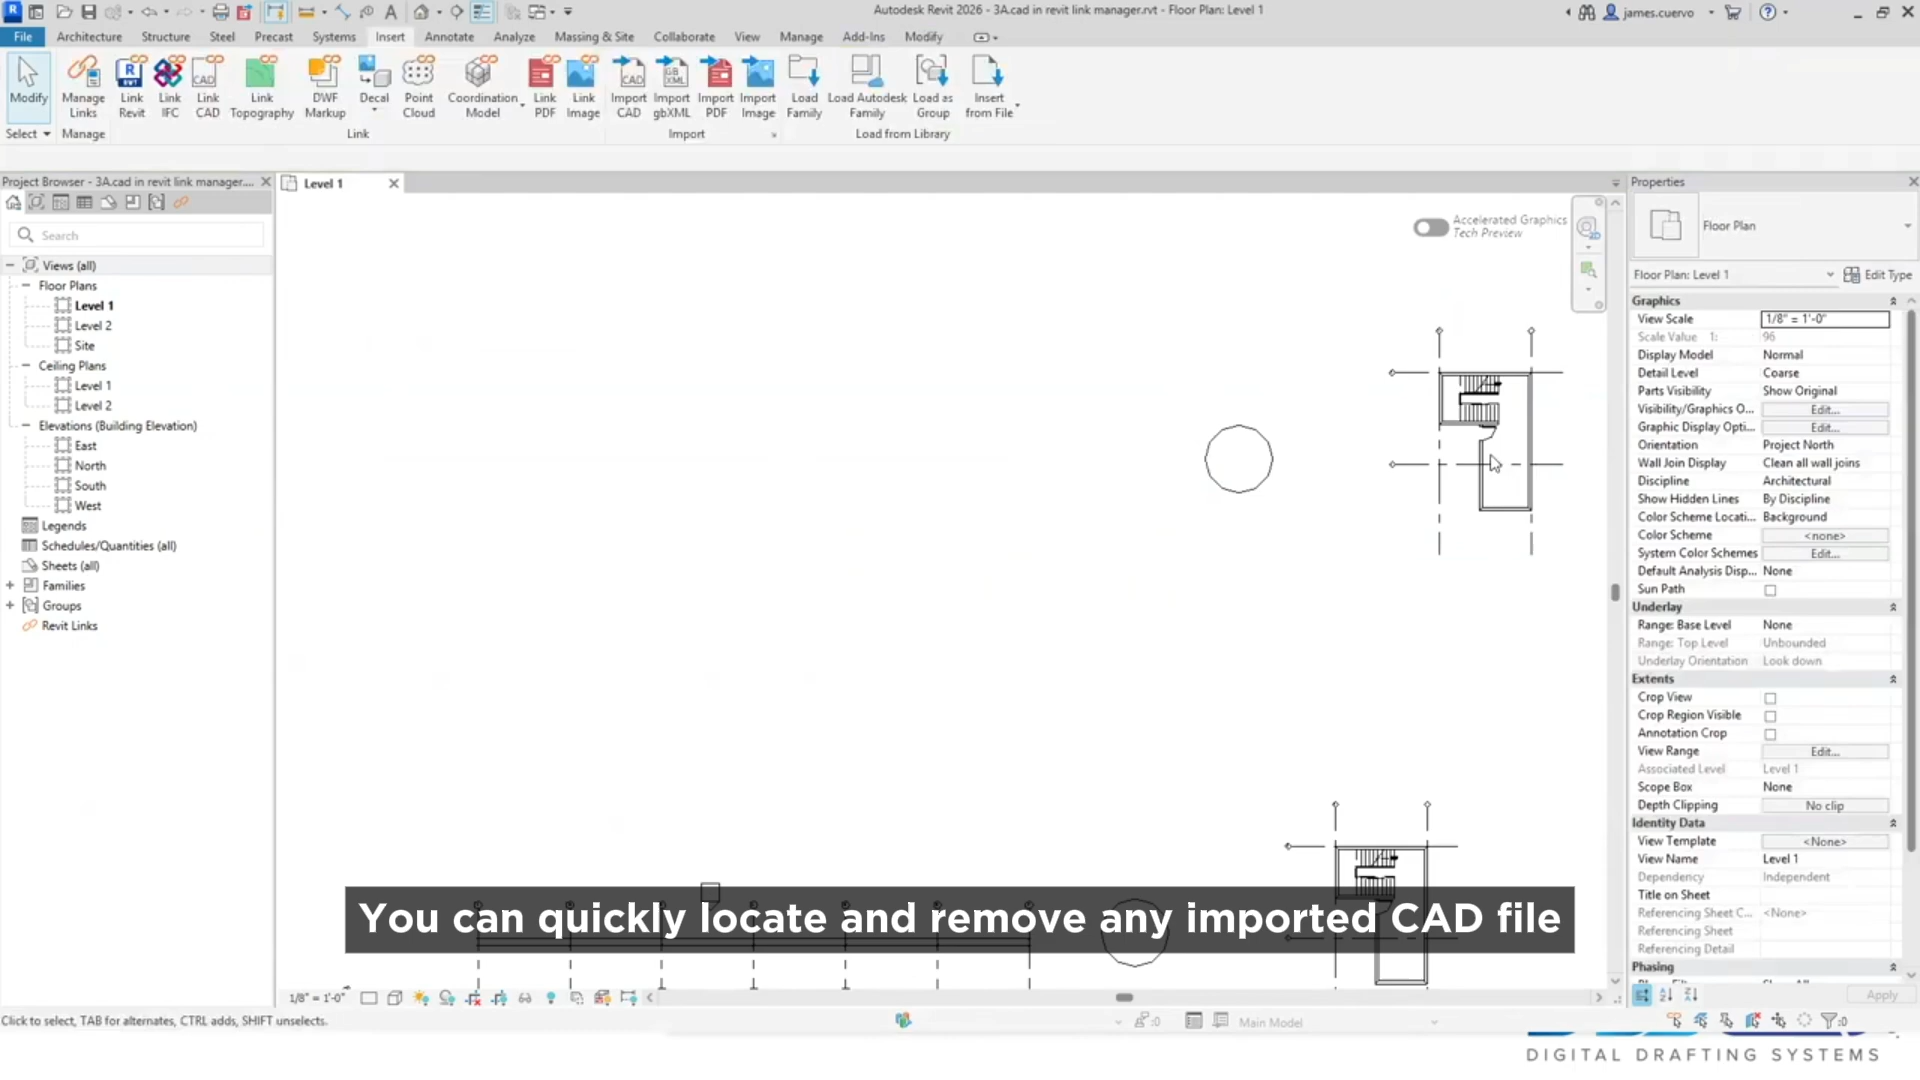 Autodesk Revit 2026 - 3A.cad in revit link manager.rvt - Floor Plan: Level 1
james.cuervo
File Architecture Structure Steel Precast Systems Insert Annotate Analyze Massing & Site Collaborate View Manage Add-Ins Modify
Modify
Manage Links
Link Revit
Link IFC
Link CAD
Link Topography
DWF Markup
Decal
Point Cloud
Coordination Model
Link PDF
Link Image
Import CAD
Import gbXML
Import PDF
Import Image
Load Family
Load Autodesk Family
Load as Group
Insert from File
Select Manage Link Import Load from Library
Project Browser - 3A.cad in revit link manager....
Search
Views (all)
Floor Plans
Level 1
Level 2
Site
Ceiling Plans
Level 1
Level 2
Elevations (Building Elevation)
East
North
South
West
Legends
Schedules/Quantities (all)
Sheets (all)
Families
Groups
Revit Links
Level 1
Accelerated Graphics
Tech Preview
Properties
Floor Plan
Floor Plan: Level 1 Edit Type
Graphics
View Scale 1/8" = 1'-0"
Scale Value 1: 96
Display Model Normal
Detail Level Coarse
Parts Visibility Show Original
Visibility/Graphics O... Edit...
Graphic Display Opti... Edit...
Orientation Project North
Wall Join Display Clean all wall joins
Discipline Architectural
Show Hidden Lines By Discipline
Color Scheme Locati... Background
Color Scheme <none>
System Color Schemes Edit...
Default Analysis Disp... None
Sun Path
Underlay
Range: Base Level None
Range: Top Level Unbounded
Underlay Orientation Look down
Extents
Crop View
Crop Region Visible
Annotation Crop
View Range Edit...
Associated Level Level 1
Scope Box None
Depth Clipping No clip
Identity Data
View Template <None>
View Name Level 1
Dependency Independent
Title on Sheet
Referencing Sheet C... <None>
Referencing Sheet
Referencing Detail
Phasing
Apply
You can quickly locate and remove any imported CAD file
1/8" = 1'-0"
Click to select, TAB for alternates, CTRL adds, SHIFT unselects.
:0
Main Model
:0
DIGITAL DRAFTING SYSTEMS